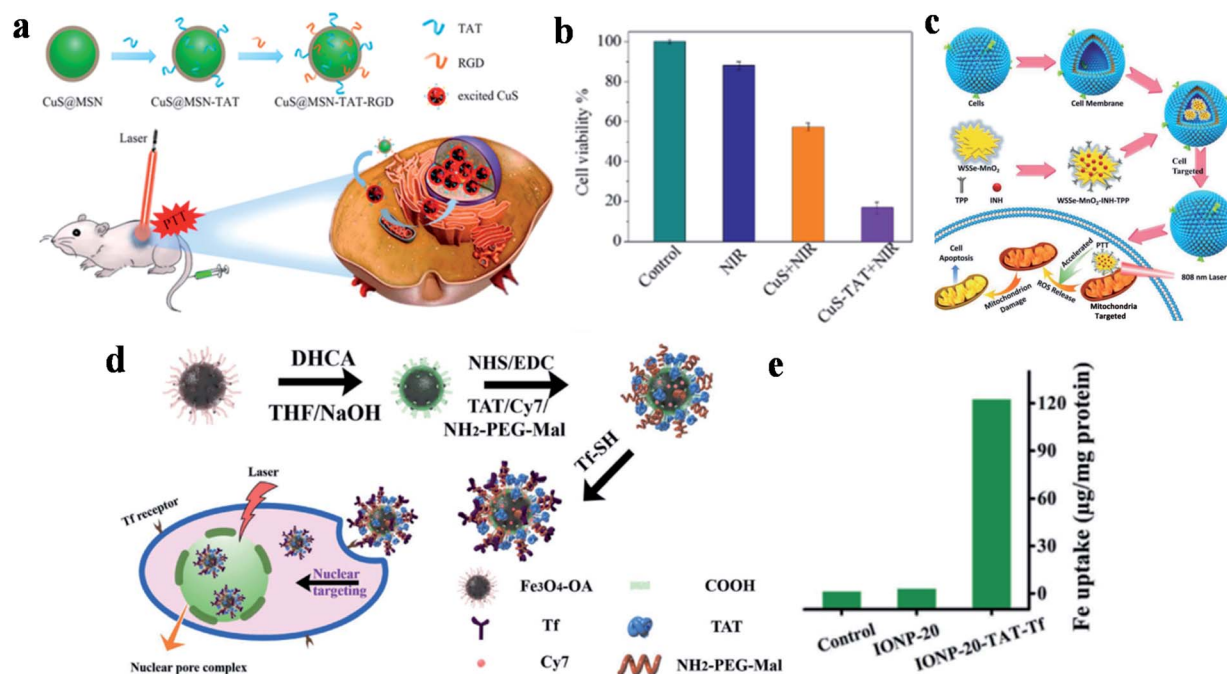 a
TAT
RGD
excited CuS
CuS@MSN
CuS@MSN-TAT
CuS@MSN-TAT-RGD
Laser
PTT
b
Cell viability %
100
80
60
40
20
0
Control
NIR
CuS+NIR
CuS-TAT+NIR
c
Cells
Cell Membrane
WSSe-MnO₂
TPP
INH
WSSe-MnO₂-INH-TPP
Cell
Targeted
Cell
Apoptosis
Mitochondrion
Damage
ROS Release
Accelerated
PTT
Mitochondria
Targeted
808 nm Laser
d
DHCA
THF/NaOH
NHS/EDC
TAT/Cy7/
NH2-PEG-Mal
Tf-SH
Laser
Tf receptor
Nuclear
targeting
Nuclear pore complex
Fe3O4-OA
COOH
Tf
TAT
Cy7
NH2-PEG-Mal
e
Fe uptake (µg/mg protein)
120
90
60
30
0
Control
IONP-20
IONP-20-TAT-Tf